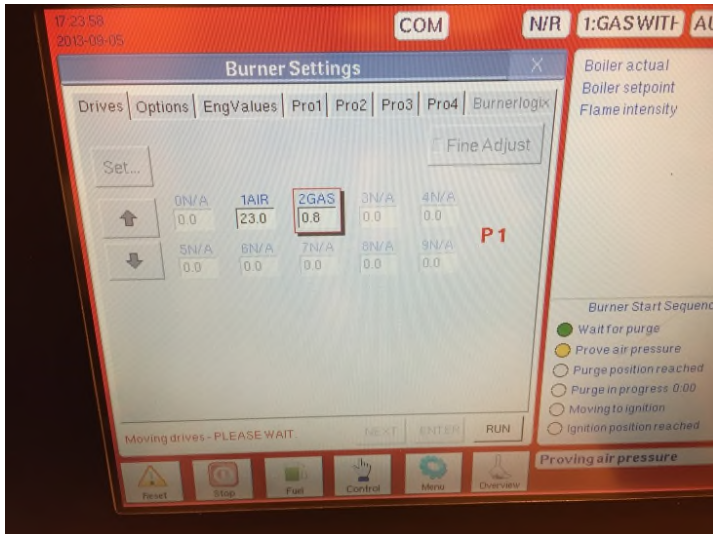 17:23:58
2013-09-05
COM
N/R
1:GAS WITH
AU
Burner Settings
X
Drives Options EngValues Pro1 Pro2 Pro3 Pro4 Burnerlogix
Set...
Fine Adjust
0N/A 1AIR 2GAS 3N/A 4N/A
0.0 23.0 0.8 0.0 0.0
P1
5N/A 6N/A 7N/A 8N/A 9N/A
0.0 0.0 0.0 0.0 0.0
Moving drives - PLEASE WAIT
NEXT ENTER RUN
Boiler actual
Boiler setpoint
Flame intensity
Burner Start Sequenc
Wait for purge
Prove air pressure
Purge position reached
Purge in progress 0:00
Moving to ignition
Ignition position reached
Proving air pressure
Reset Stop Fuel Control Menu Overview